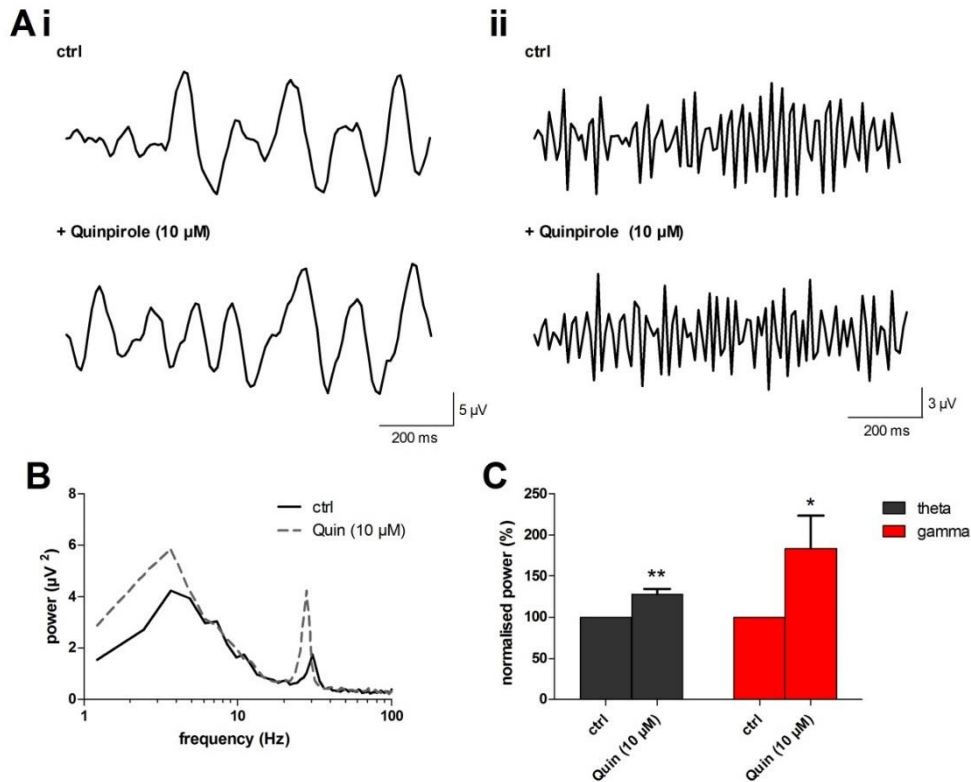 A i
ctrl
+ Quinpirole (10 µM)
5 µV
200 ms
ii
ctrl
+ Quinpirole (10 µM)
3 µV
200 ms
B
8
6
4
2
0
power (µV ²)
1
10
100
frequency (Hz)
ctrl
Quin (10 µM)
C
250
200
150
100
50
0
normalised power (%)
**
*
ctrl
Quin (10 µM)
ctrl
Quin (10 µM)
theta
gamma